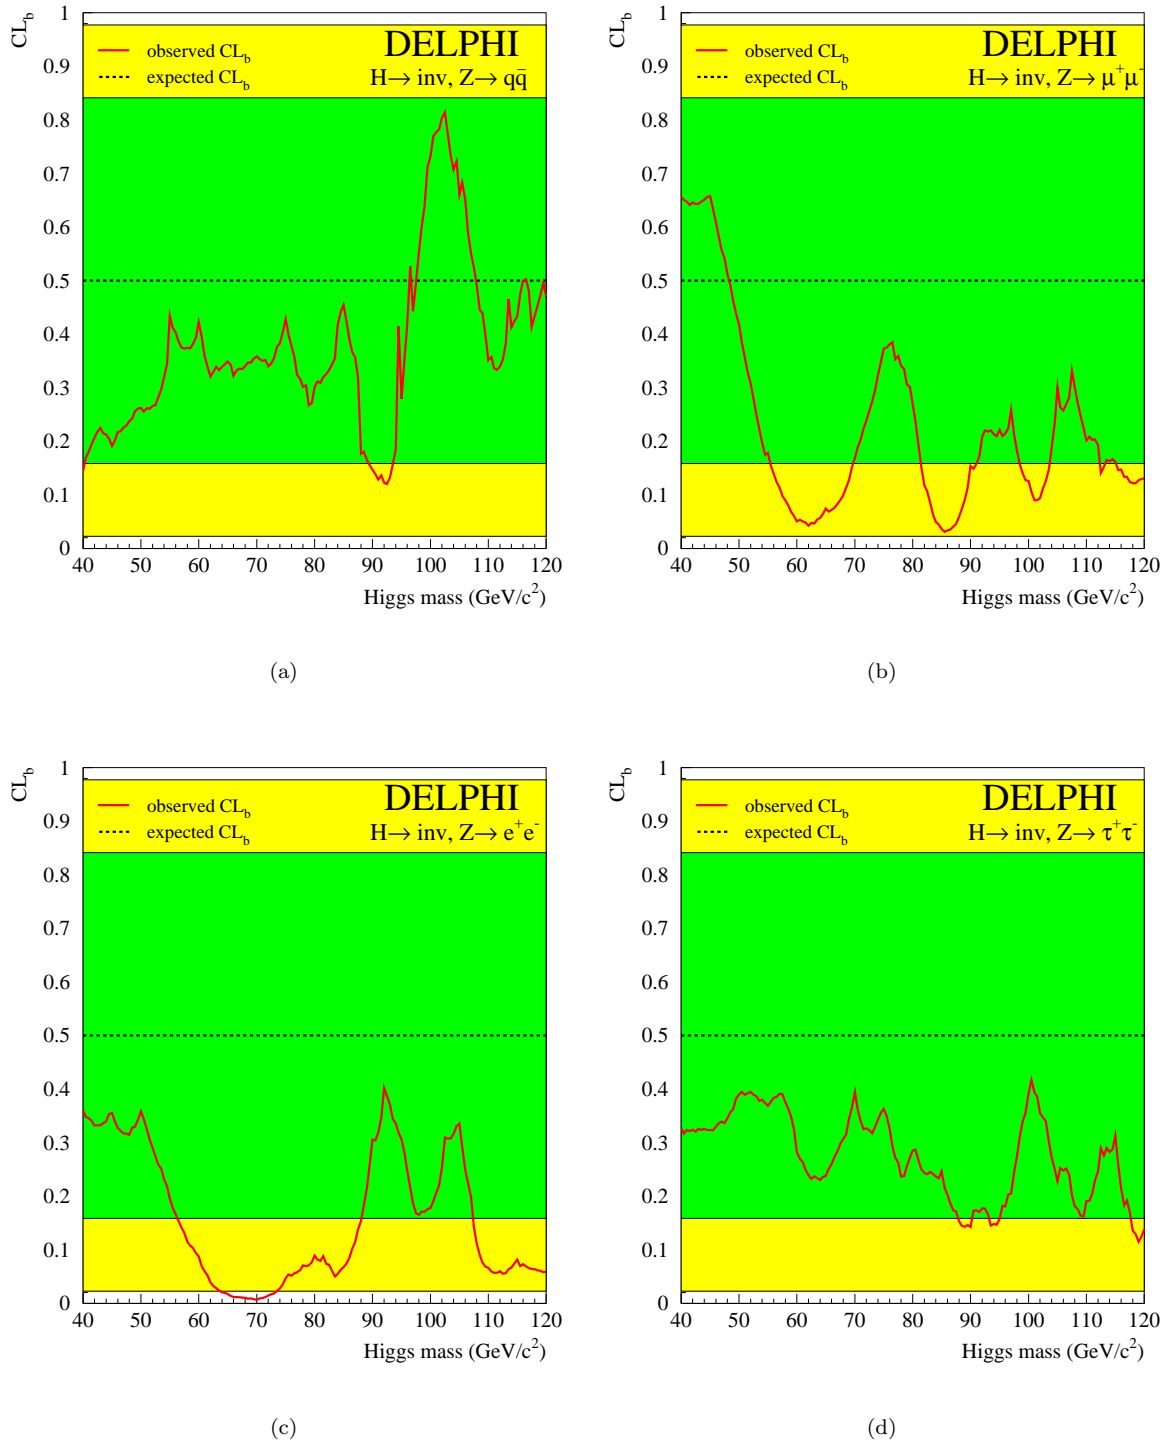 CL_b
1
0.9
0.8
0.7
0.6
0.5
0.4
0.3
0.2
0.1
0
DELPHI
observed CL_b
expected CL_b
H→ inv, Z→ qq̄
40 50 60 70 80 90 100 110 120
Higgs mass (GeV/c²)
(a)
CL_b
1
0.9
0.8
0.7
0.6
0.5
0.4
0.3
0.2
0.1
0
DELPHI
observed CL_b
expected CL_b
H→ inv, Z→ μ⁺μ⁻
40 50 60 70 80 90 100 110 120
Higgs mass (GeV/c²)
(b)
CL_b
1
0.9
0.8
0.7
0.6
0.5
0.4
0.3
0.2
0.1
0
DELPHI
observed CL_b
expected CL_b
H→ inv, Z→ e⁺e⁻
40 50 60 70 80 90 100 110 120
Higgs mass (GeV/c²)
(c)
CL_b
1
0.9
0.8
0.7
0.6
0.5
0.4
0.3
0.2
0.1
0
DELPHI
observed CL_b
expected CL_b
H→ inv, Z→ τ⁺τ⁻
40 50 60 70 80 90 100 110 120
Higgs mass (GeV/c²)
(d)